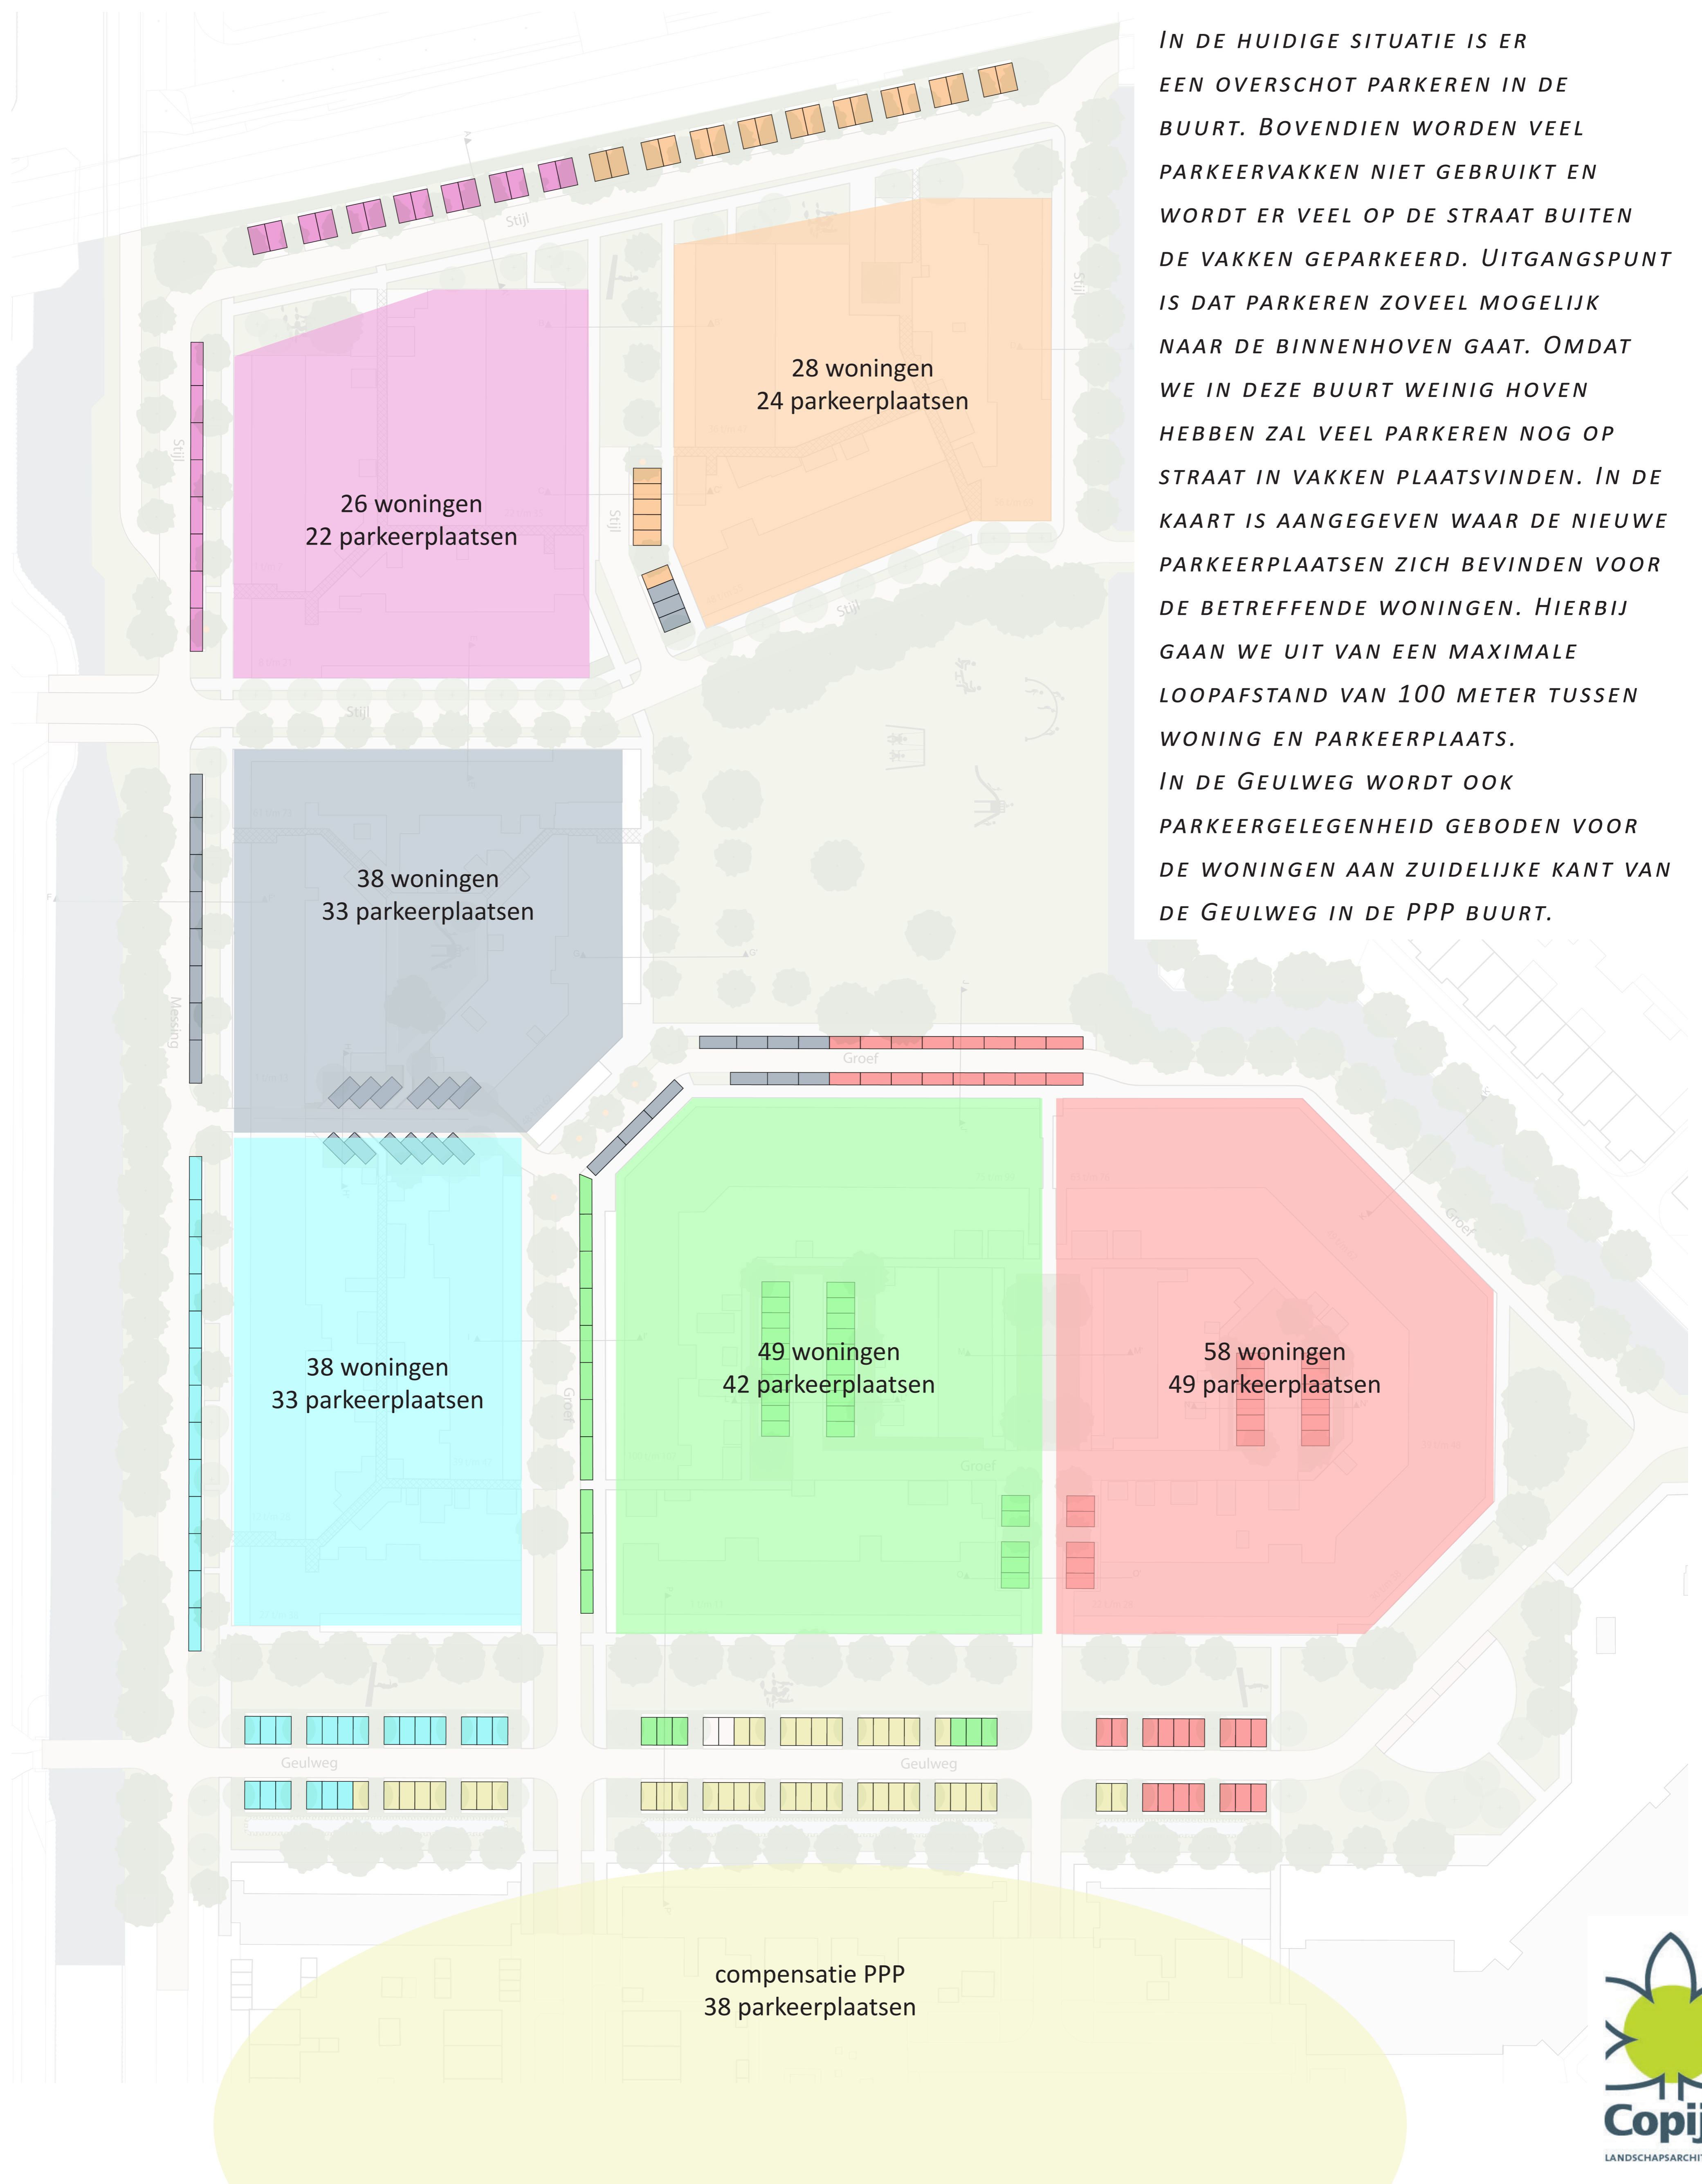 IN DE HUIDIGE SITUATIE IS ER
EEN OVERSCHOT PARKEREN IN DE
BUURT. BOVENDIEN WORDEN VEEL
PARKEERVAKKEN NIET GEBRUIKT EN
WORDT ER VEEL OP DE STRAAT BUITEN
DE VAKKEN GEPARKEERD. UITGANGSPUNT
IS DAT PARKEREN ZOVEEL MOGELIJK
NAAR DE BINNENHOVEN GAAT. OMDAT
WE IN DEZE BUURT WEINIG HOVEN
HEBBEN ZAL VEEL PARKEREN NOG OP
STRAAT IN VAKKEN PLAATSVINDEN. IN DE
KAART IS AANGEGEVEN WAAR DE NIEUWE
PARKEERPLAATSEN ZICH BEVINDEN VOOR
DE BETREFFENDE WONINGEN. HIERBIJ
GAAN WE UIT VAN EEN MAXIMALE
LOOPAFSTAND VAN 100 METER TUSSEN
WONING EN PARKEERPLAATS.
IN DE GEULWEG WORDT OOK
PARKEERGELEGENHEID GEBODEN VOOR
DE WONINGEN AAN ZUIDELIJKE KANT VAN
DE GEULWEG IN DE PPP BUURT.
Stijl
Stijl
28 woningen
24 parkeerplaatsen
Stijl
26 woningen
22 parkeerplaatsen
Stijl
Stijl
Stijl
38 woningen
33 parkeerplaatsen
Messing
Groef
Groef
38 woningen
33 parkeerplaatsen
Groef
49 woningen
42 parkeerplaatsen
58 woningen
49 parkeerplaatsen
Groef
Geulweg
Geulweg
compensatie PPP
38 parkeerplaatsen
Copij
LANDSCHAPSARCHI